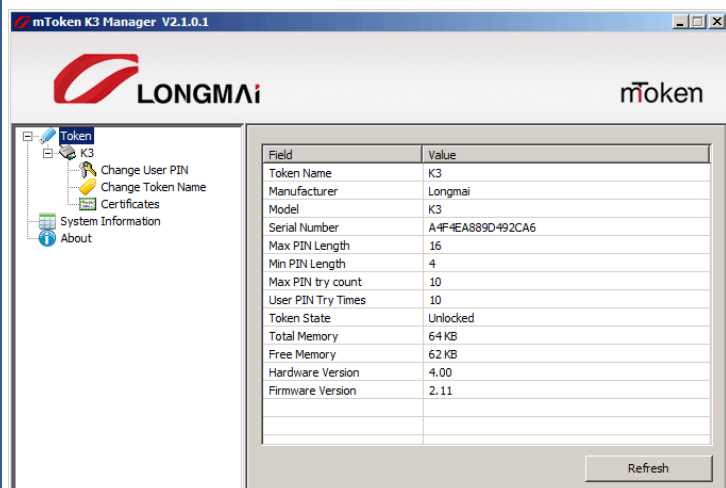 mToken K3 Manager V2.1.0.1
LONGMAi
mToken
Token
K3
Change User PIN
Change Token Name
Certificates
System Information
About
Field Value
Token Name K3
Manufacturer Longmai
Model K3
Serial Number A4F4EA889D492CA6
Max PIN Length 16
Min PIN Length 4
Max PIN try count 10
User PIN Try Times 10
Token State Unlocked
Total Memory 64 KB
Free Memory 62 KB
Hardware Version 4.00
Firmware Version 2.11
Refresh